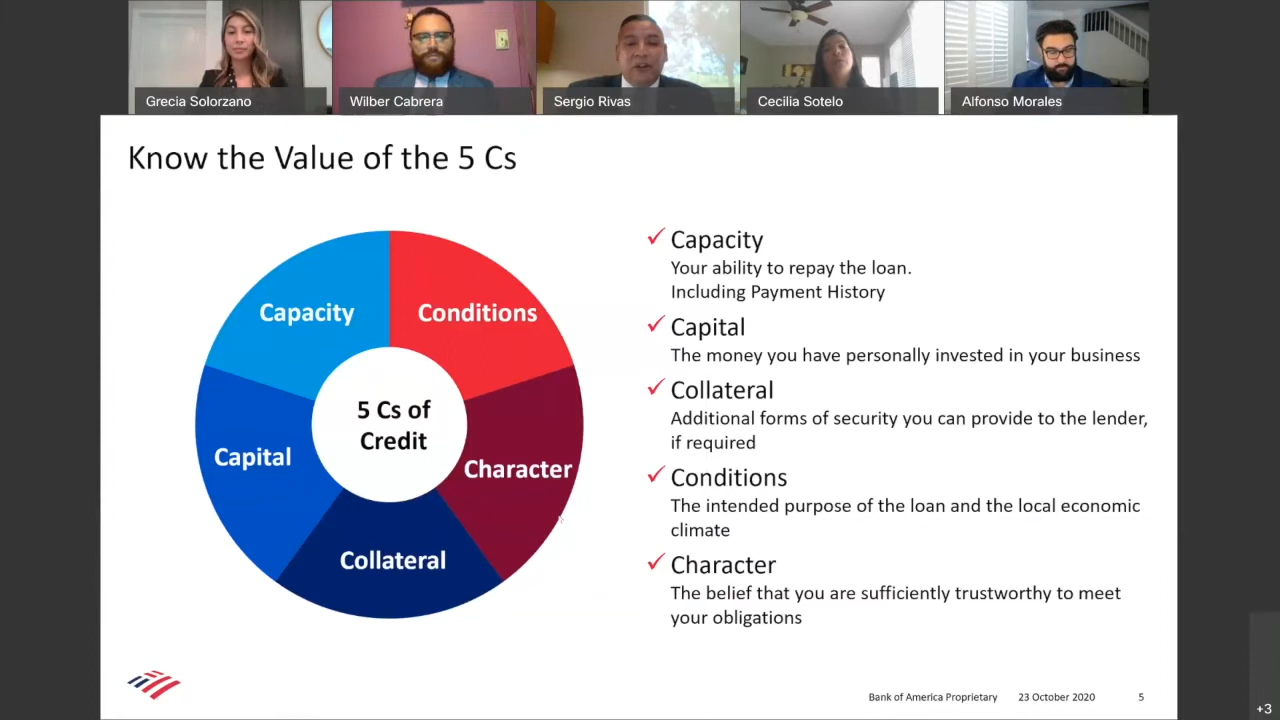 Grecia Solorzano
Wilber Cabrera
Sergio Rivas
Cecilia Sotelo
Alfonso Morales
Know the Value of the 5 Cs
Capacity
Conditions
5 Cs of
Credit
Capital
Character
Collateral
Capacity
Your ability to repay the loan.
Including Payment History
Capital
The money you have personally invested in your business
Collateral
Additional forms of security you can provide to the lender,
if required
Conditions
The intended purpose of the loan and the local economic
climate
Character
The belief that you are sufficiently trustworthy to meet
your obligations
Bank of America Proprietary
23 October 2020
5
+3